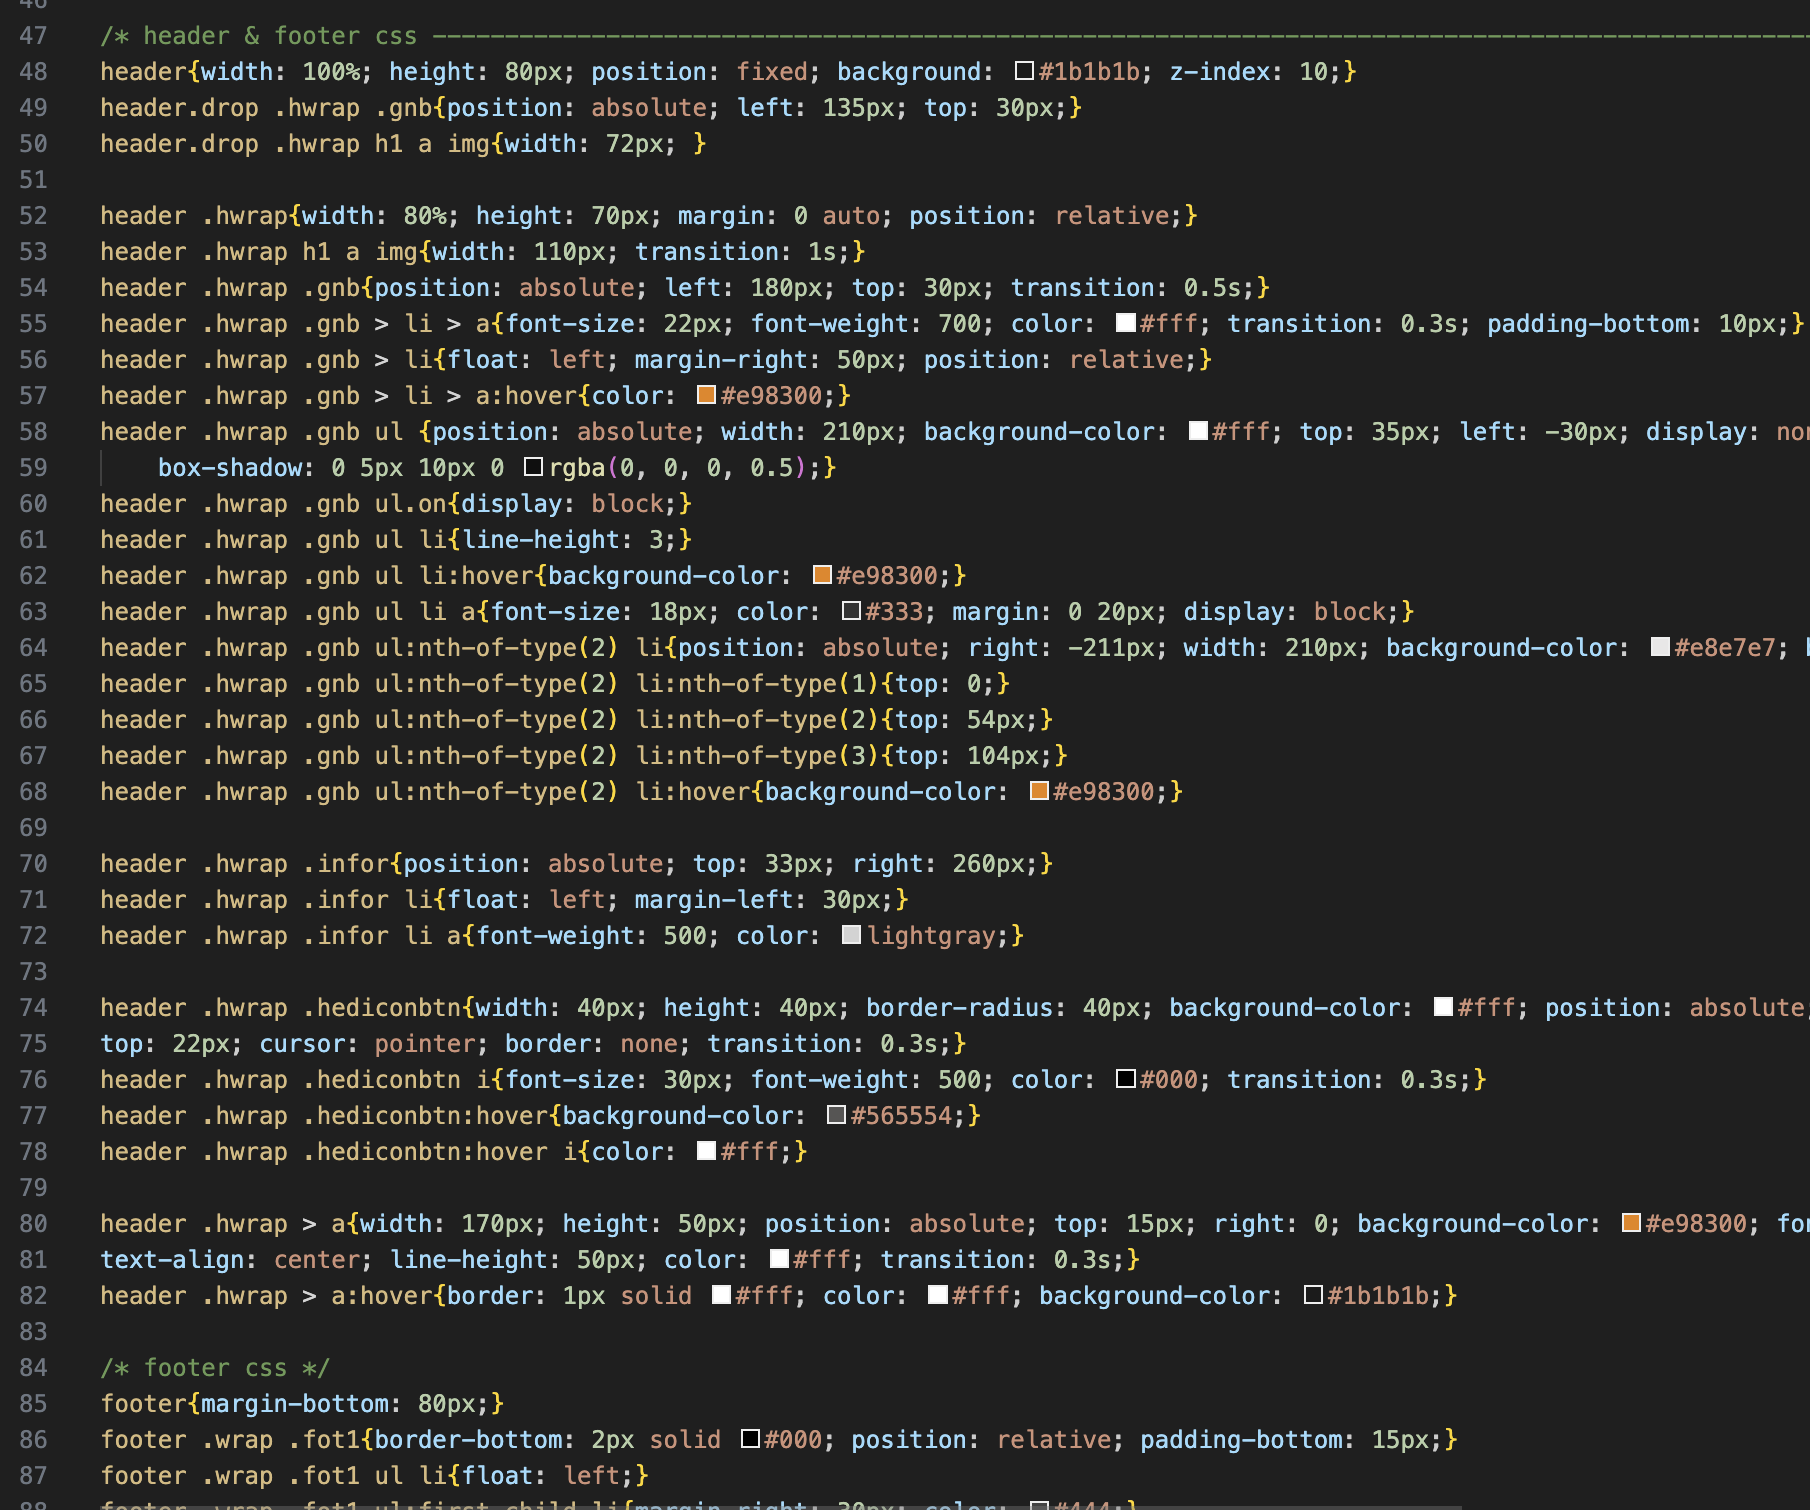 46
47 /* header & footer css -----------------------------------------------------------------------------------------------
48 header{width: 100%; height: 80px; position: fixed; background: #1b1b1b; z-index: 10;}
49 header.drop .hwrap .gnb{position: absolute; left: 135px; top: 30px;}
50 header.drop .hwrap h1 a img{width: 72px; }
51
52 header .hwrap{width: 80%; height: 70px; margin: 0 auto; position: relative;}
53 header .hwrap h1 a img{width: 110px; transition: 1s;}
54 header .hwrap .gnb{position: absolute; left: 180px; top: 30px; transition: 0.5s;}
55 header .hwrap .gnb > li > a{font-size: 22px; font-weight: 700; color: #fff; transition: 0.3s; padding-bottom: 10px;}
56 header .hwrap .gnb > li{float: left; margin-right: 50px; position: relative;}
57 header .hwrap .gnb > li > a:hover{color: #e98300;}
58 header .hwrap .gnb ul {position: absolute; width: 210px; background-color: #fff; top: 35px; left: -30px; display:
59 box-shadow: 0 5px 10px 0 rgba(0, 0, 0, 0.5);}
60 header .hwrap .gnb ul.on{display: block;}
61 header .hwrap .gnb ul li{line-height: 3;}
62 header .hwrap .gnb ul li:hover{background-color: #e98300;}
63 header .hwrap .gnb ul li a{font-size: 18px; color: #333; margin: 0 20px; display: block;}
64 header .hwrap .gnb ul:nth-of-type(2) li{position: absolute; right: -211px; width: 210px; background-color: #e8e7e7;
65 header .hwrap .gnb ul:nth-of-type(2) li:nth-of-type(1){top: 0;}
66 header .hwrap .gnb ul:nth-of-type(2) li:nth-of-type(2){top: 54px;}
67 header .hwrap .gnb ul:nth-of-type(2) li:nth-of-type(3){top: 104px;}
68 header .hwrap .gnb ul:nth-of-type(2) li:hover{background-color: #e98300;}
69
70 header .hwrap .infor{position: absolute; top: 33px; right: 260px;}
71 header .hwrap .infor li{float: left; margin-left: 30px;}
72 header .hwrap .infor li a{font-weight: 500; color: lightgray;}
73
74 header .hwrap .hediconbtn{width: 40px; height: 40px; border-radius: 40px; background-color: #fff; position: absolute;
75 top: 22px; cursor: pointer; border: none; transition: 0.3s;}
76 header .hwrap .hediconbtn i{font-size: 30px; font-weight: 500; color: #000; transition: 0.3s;}
77 header .hwrap .hediconbtn:hover{background-color: #565554;}
78 header .hwrap .hediconbtn:hover i{color: #fff;}
79
80 header .hwrap > a{width: 170px; height: 50px; position: absolute; top: 15px; right: 0; background-color: #e98300;
81 text-align: center; line-height: 50px; color: #fff; transition: 0.3s;}
82 header .hwrap > a:hover{border: 1px solid #fff; color: #fff; background-color: #1b1b1b;}
83
84 /* footer css */
85 footer{margin-bottom: 80px;}
86 footer .wrap .fot1{border-bottom: 2px solid #000; position: relative; padding-bottom: 15px;}
87 footer .wrap .fot1 ul li{float: left;}
88 footer .wrap .fot1 ul:first-child li{margin-right: 30px; color: #444;}